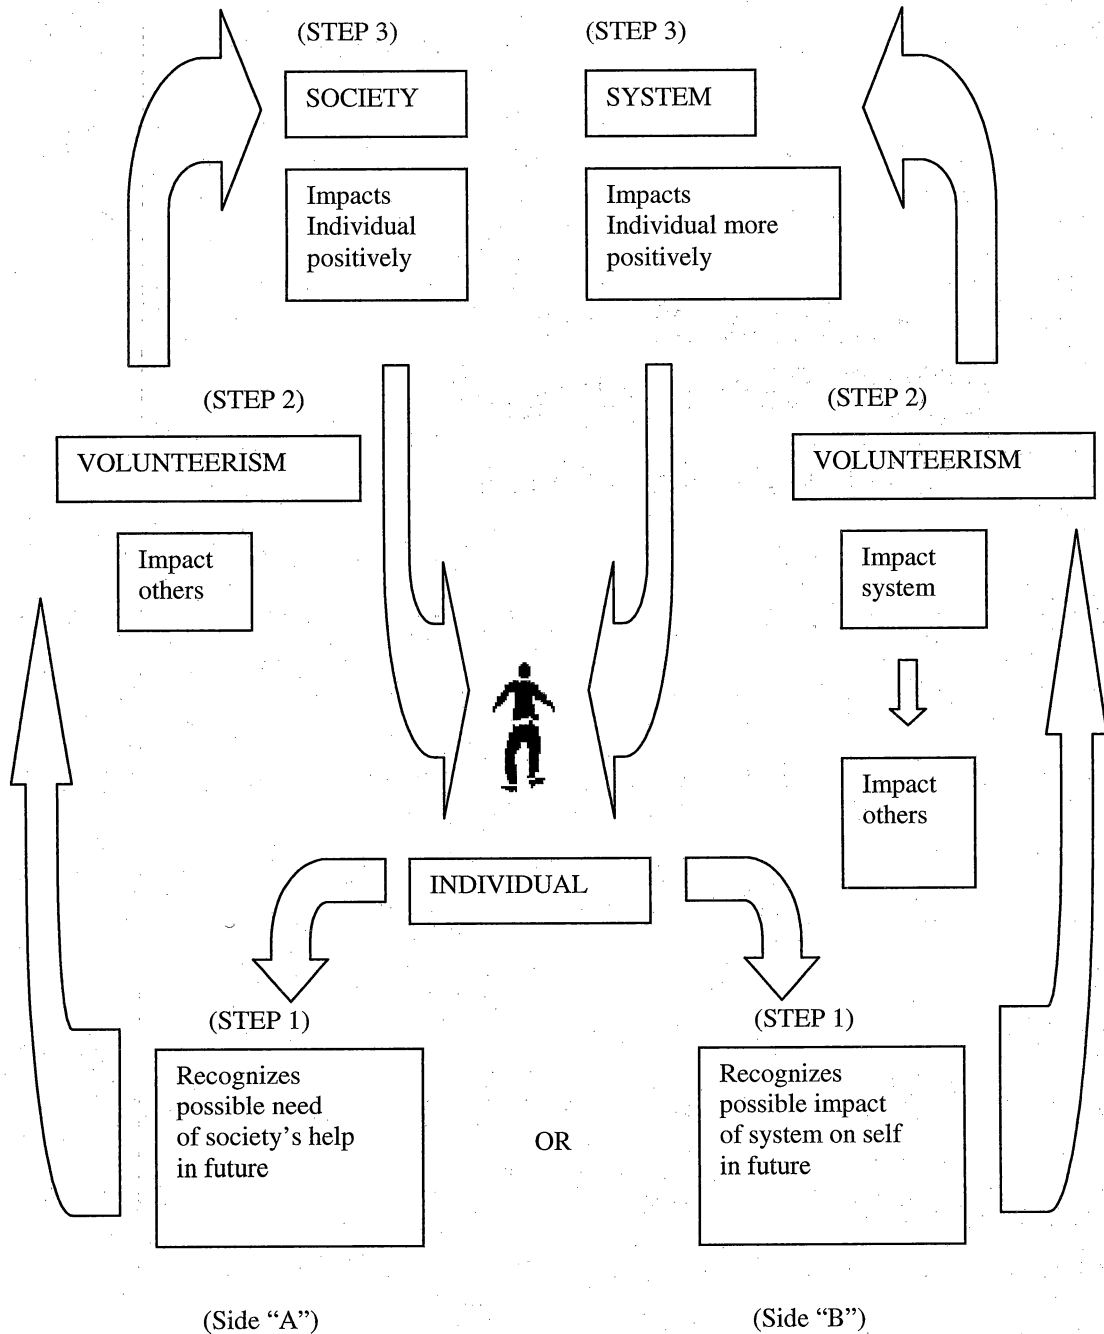 (STEP 3)
(STEP 3)
SOCIETY
SYSTEM
Impacts
Individual
positively
Impacts
Individual more
positively
(STEP 2)
(STEP 2)
VOLUNTEERISM
VOLUNTEERISM
Impact
others
Impact
system
Impact
others
INDIVIDUAL
(STEP 1)
(STEP 1)
Recognizes
possible need
of society’s help
in future
OR
Recognizes
possible impact
of system on self
in future
(Side “A”)
(Side “B”)